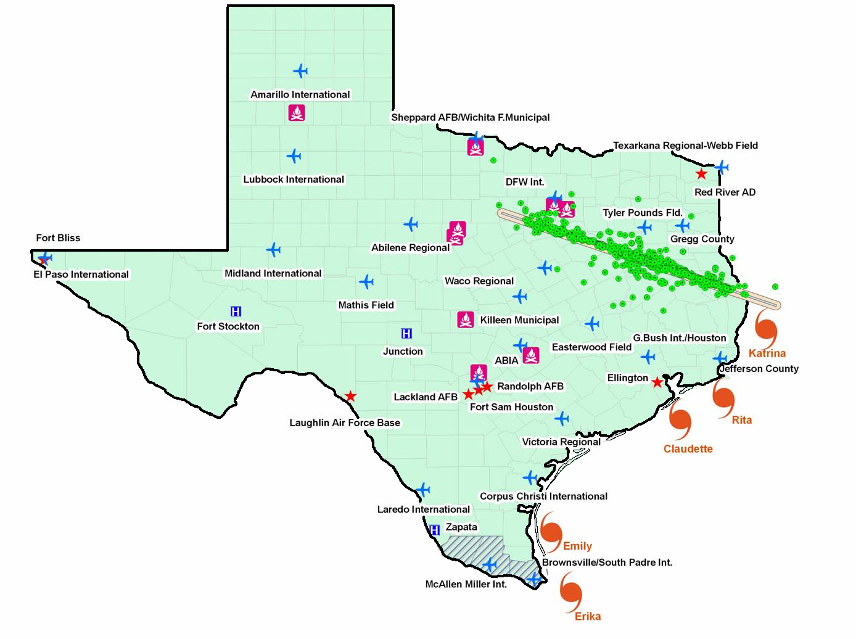 Amarillo International
Sheppard AFB/Wichita F.Municipal
Texarkana Regional-Webb Field
Lubbock International
DFW Int.
Red River AD
Tyler Pounds Fld.
Fort Bliss
Abilene Regional
Gregg County
El Paso International
Midland International
Waco Regional
Mathis Field
Fort Stockton
Killeen Municipal
G.Bush Int./Houston
Junction
Easterwood Field
Katrina
ABIA
Jefferson County
Ellington
Randolph AFB
Lackland AFB
Fort Sam Houston
Laughlin Air Force Base
Rita
Victoria Regional
Claudette
Corpus Christi International
Laredo International
H Zapata
Emily
Brownsville/South Padre Int.
McAllen Miller Int.
Erika
H
H